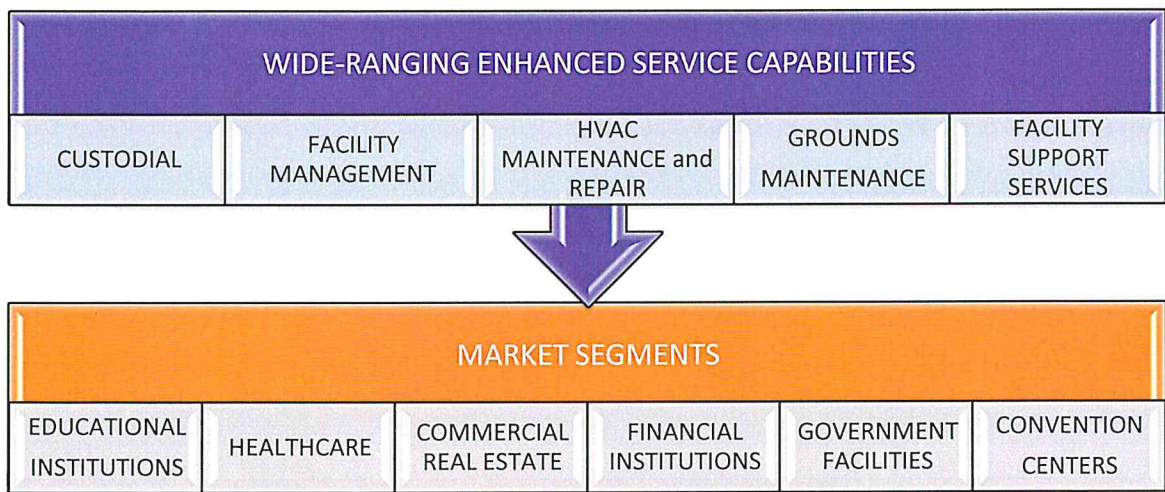 WIDE-RANGING ENHANCED SERVICE CAPABILITIES
CUSTODIAL
FACILITY
MANAGEMENT
HVAC
MAINTENANCE and
REPAIR
GROUNDS
MAINTENANCE
FACILITY
SUPPORT
SERVICES
MARKET SEGMENTS
EDUCATIONAL
INSTITUTIONS
HEALTHCARE
COMMERCIAL
REAL ESTATE
FINANCIAL
INSTITUTIONS
GOVERNMENT
FACILITIES
CONVENTION
CENTERS